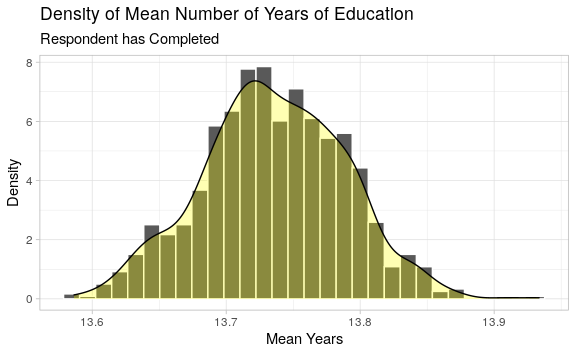 Density of Mean Number of Years of Education
Respondent has Completed
8
6
4
2
0
Density
13.6 13.7 13.8 13.9
Mean Years